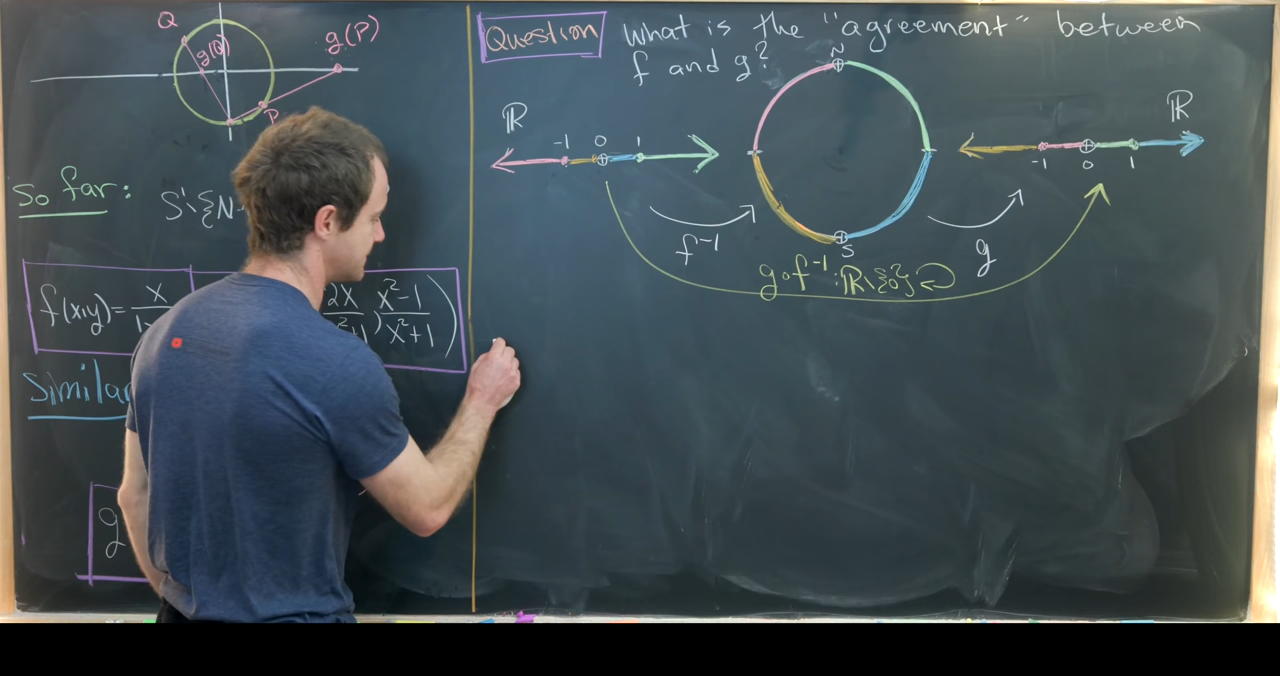 Q
g(Q)
g(P)
P
So far:
S¹\{N
f(x,y)= x/1-
2x
x²-1/x²+1)
Similar
g
Question What is the "agreement" between
f and g?
N
ℝ
-1 0 1
f⁻¹
S
g∘f⁻¹:ℝ\{0}
g
ℝ
-1 0 1